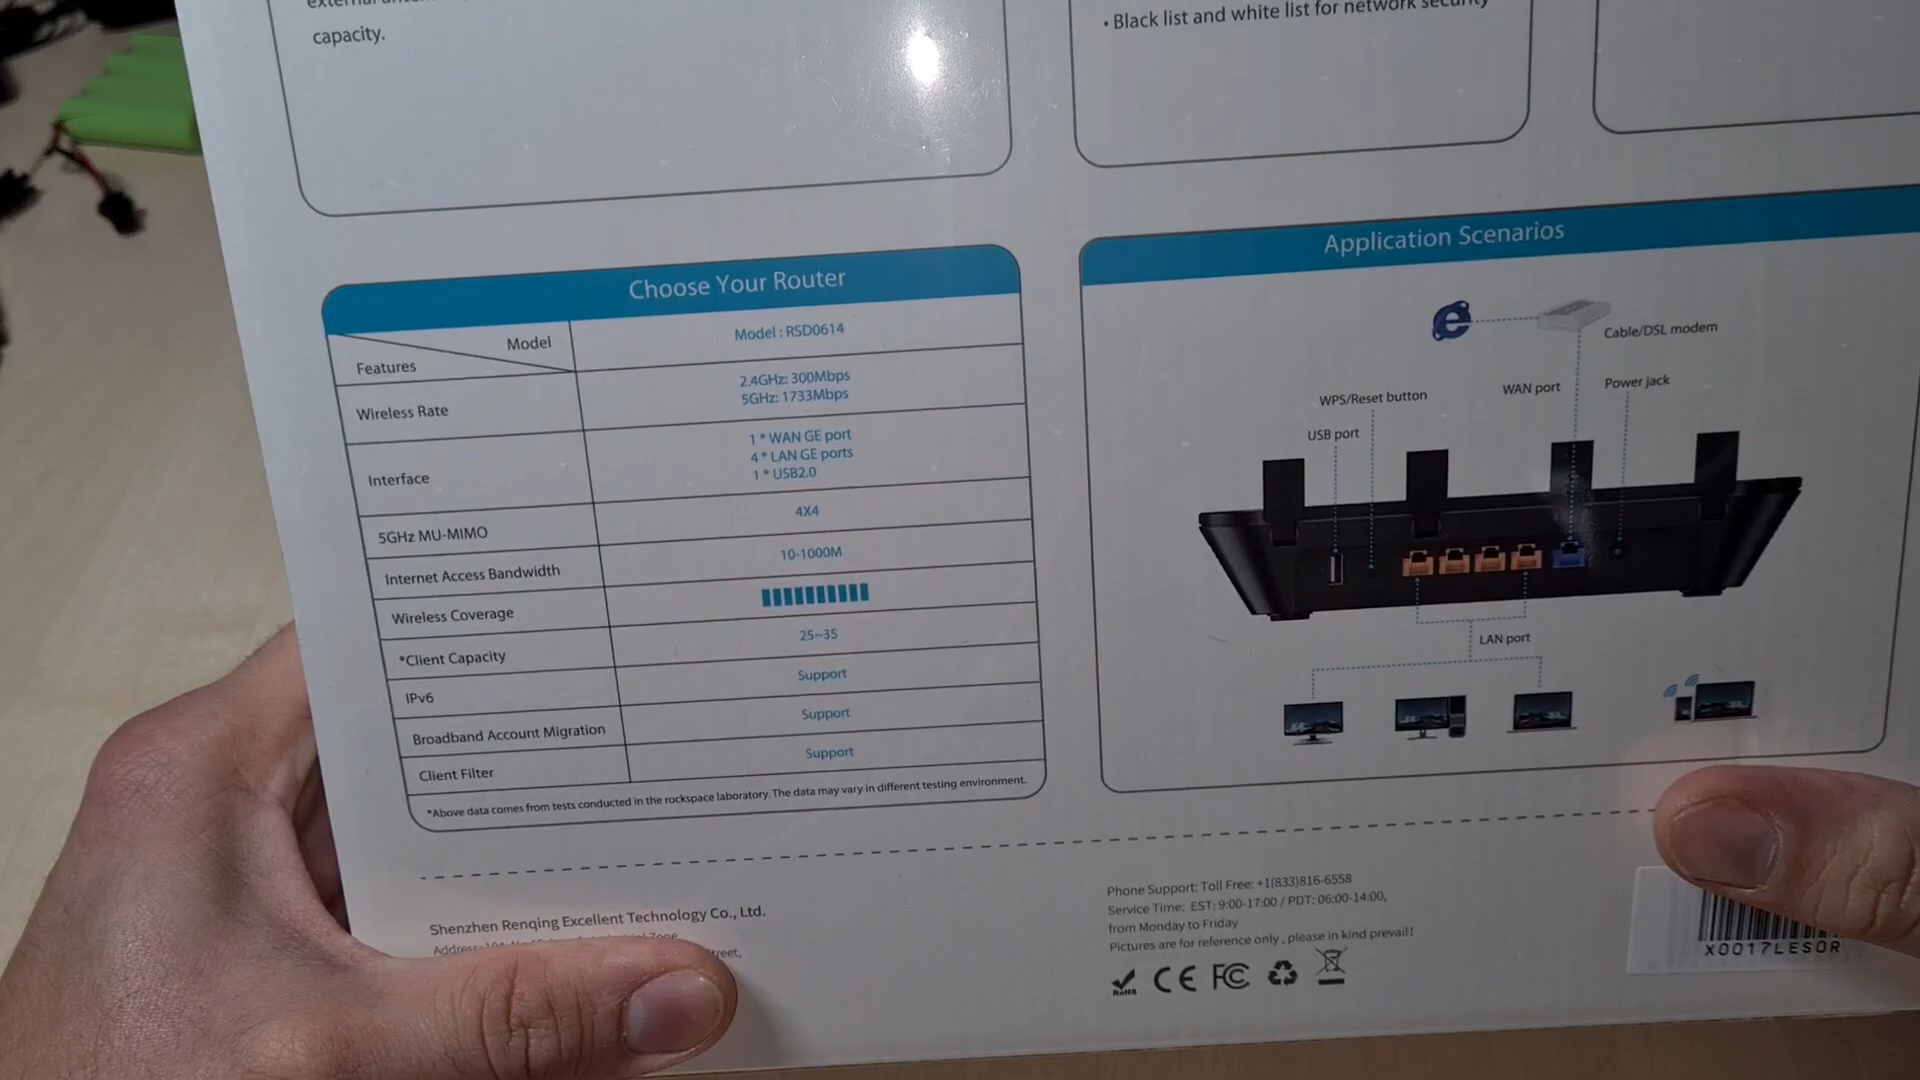 capacity.
• Black list and white list for network security
Choose Your Router
Model
Features
Model : RSD0614
Wireless Rate
2.4GHz: 300Mbps
5GHz: 1733Mbps
Interface
1 * WAN GE port
4 * LAN GE ports
1 * USB2.0
5GHz MU-MIMO
4X4
Internet Access Bandwidth
10-1000M
Wireless Coverage
*Client Capacity
25~35
IPv6
Support
Broadband Account Migration
Support
Client Filter
Support
*Above data comes from tests conducted in the rockspace laboratory. The data may vary in different testing environment.
Application Scenarios
Cable/DSL modem
WAN port
Power jack
WPS/Reset button
USB port
LAN port
Shenzhen Renqing Excellent Technology Co., Ltd.
Phone Support: Toll Free: +1(833)816-6558
Service Time: EST: 9:00-17:00 / PDT: 06:00-14:00,
from Monday to Friday
Pictures are for reference only , please in kind prevail!
RoHS CE FC
X0017LESOR